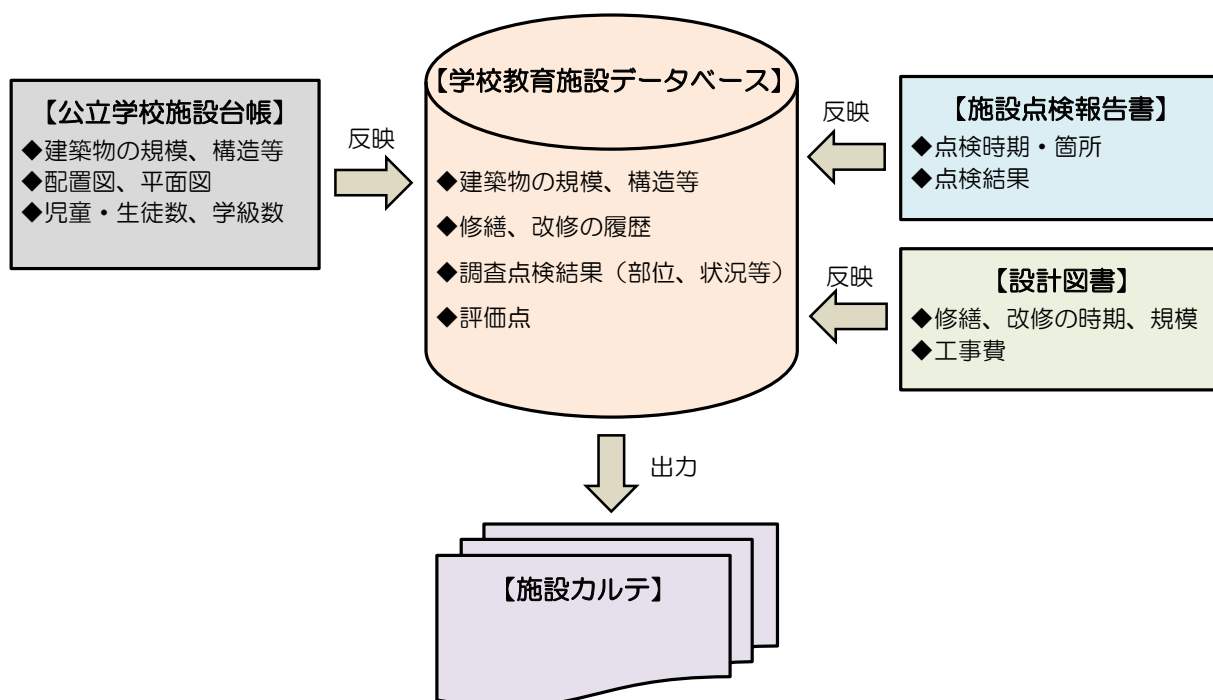 【学校教育施設データベース】
◆建築物の規模、構造等
◆修繕、改修の履歴
◆調査点検結果（部位、状況等）
◆評価点
【公立学校施設台帳】
◆建築物の規模、構造等
◆配置図、平面図
◆児童・生徒数、学級数
反映
【施設点検報告書】
◆点検時期・箇所
◆点検結果
反映
【設計図書】
◆修繕、改修の時期、規模
◆工事費
反映
出力
【施設カルテ】